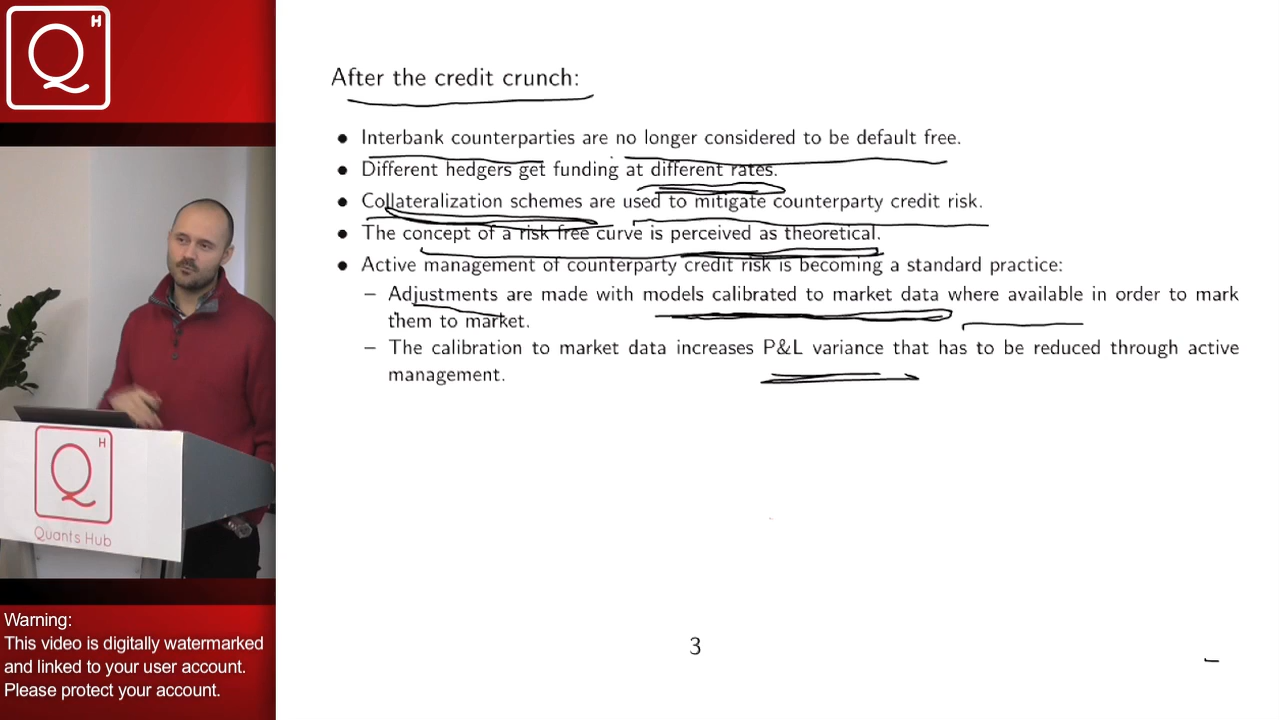 Q H
After the credit crunch:
• Interbank counterparties are no longer considered to be default free.
• Different hedgers get funding at different rates.
• Collateralization schemes are used to mitigate counterparty credit risk.
• The concept of a risk free curve is perceived as theoretical.
• Active management of counterparty credit risk is becoming a standard practice:
– Adjustments are made with models calibrated to market data where available in order to mark
them to market.
– The calibration to market data increases P&L variance that has to be reduced through active
management.
3
Q H
Quants Hub
Warning:
This video is digitally watermarked
and linked to your user account.
Please protect your account.